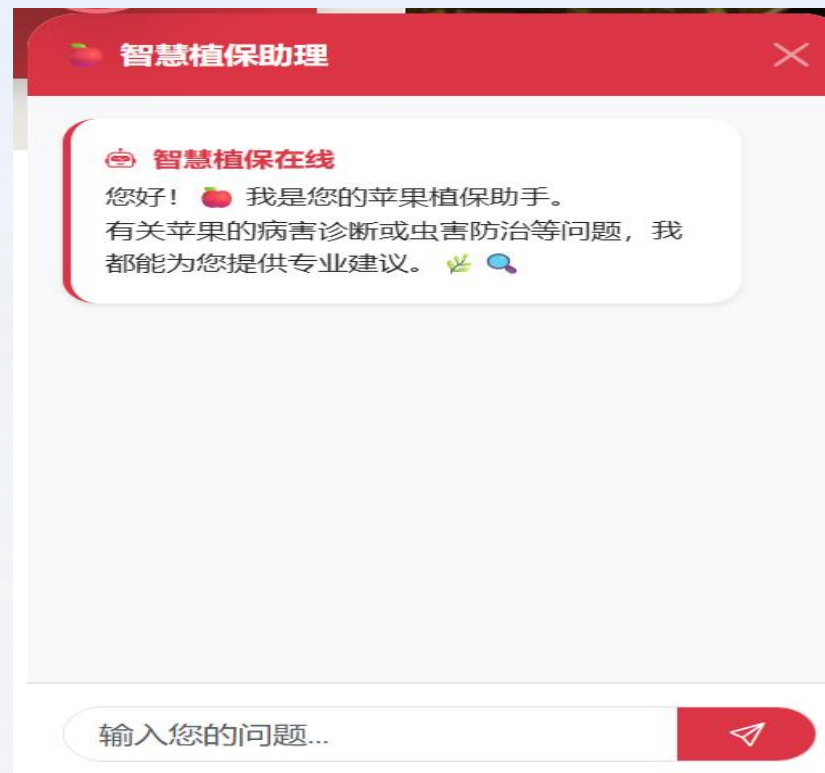 智慧植保助理
智慧植保在线
您好！🍎 我是您的苹果植保助手。
有关苹果的病害诊断或虫害防治等问题，我
都能为您提供专业建议。🌿 🔍
输入您的问题...